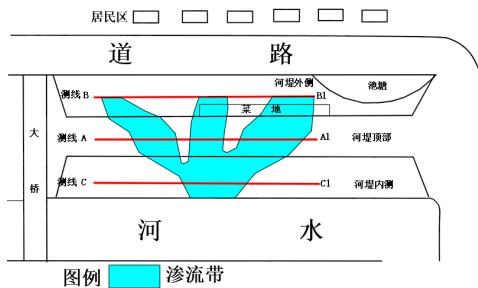 居民区
道 路
河堤外侧
池塘
测线 B
B1
菜 地
大桥
测线 A
A1
河堤顶部
测线 C
C1
河堤内测
河 水
图例
渗流带